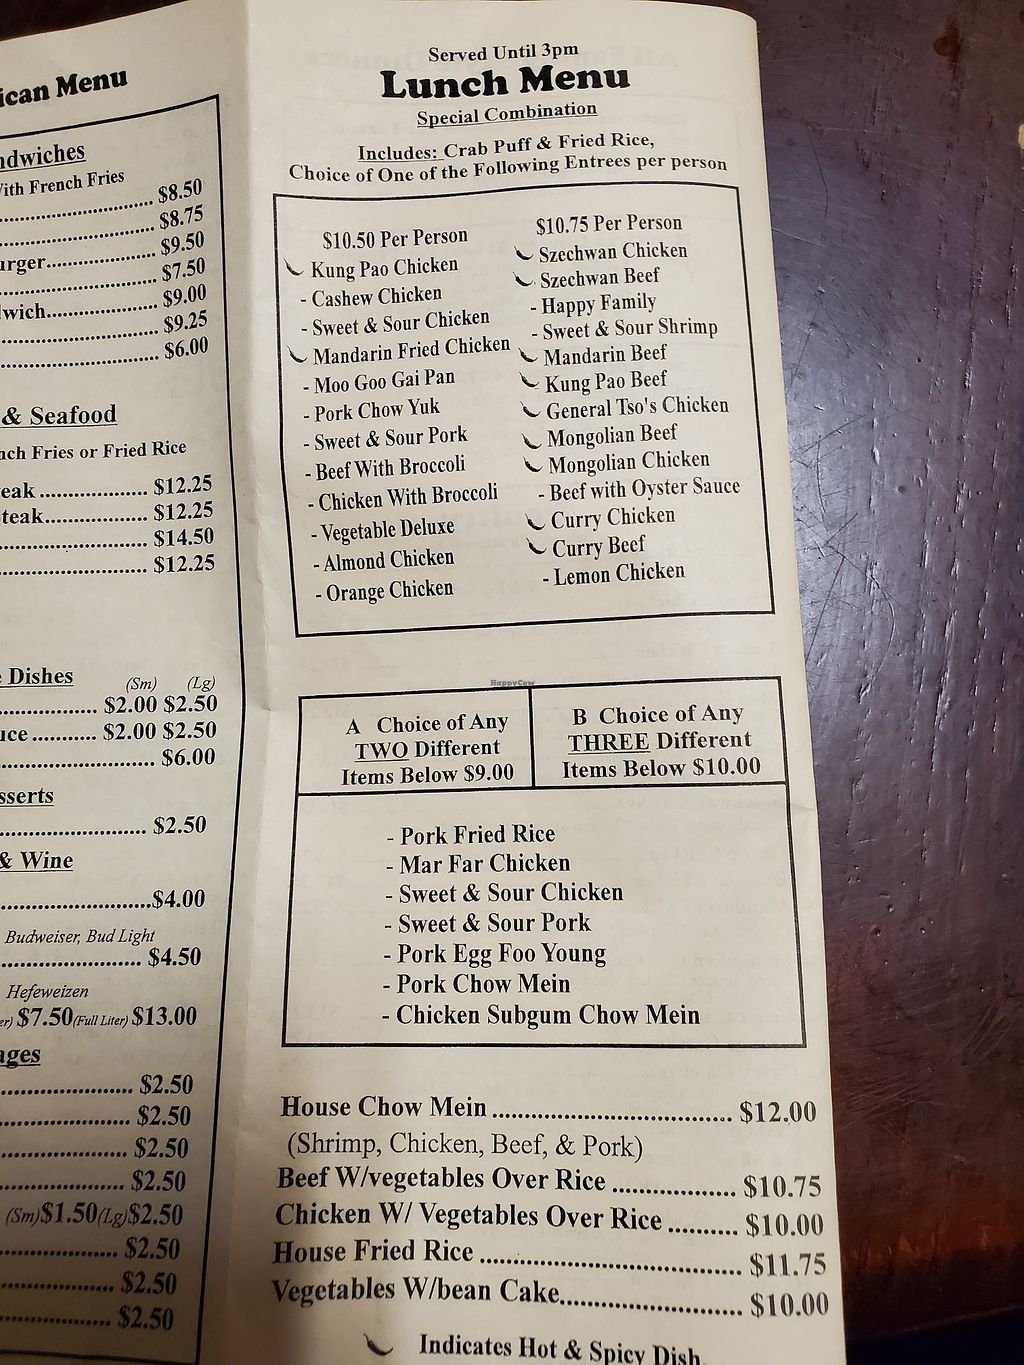 ican Menu
ndwiches
ith French Fries
$8.50
$8.75
urger $9.50
$7.50
wich $9.00
$9.25
$6.00
& Seafood
nch Fries or Fried Rice
eak $12.25
teak $12.25
$14.50
$12.25
Dishes (Sm) (Lg)
$2.00 $2.50
uce $2.00 $2.50
$6.00
sserts
$2.50
& Wine
$4.00
Budweiser, Bud Light
$4.50
Hefeweizen
er) $7.50 (Full Liter) $13.00
ages
$2.50
$2.50
$2.50
$2.50
(Sm)$1.50(Lg)$2.50
$2.50
$2.50
$2.50
Served Until 3pm
Lunch Menu
Special Combination
Includes: Crab Puff & Fried Rice,
Choice of One of the Following Entrees per person
$10.50 Per Person
Kung Pao Chicken
- Cashew Chicken
- Sweet & Sour Chicken
Mandarin Fried Chicken
- Moo Goo Gai Pan
- Pork Chow Yuk
- Sweet & Sour Pork
- Beef With Broccoli
- Chicken With Broccoli
- Vegetable Deluxe
- Almond Chicken
- Orange Chicken
$10.75 Per Person
Szechwan Chicken
Szechwan Beef
- Happy Family
- Sweet & Sour Shrimp
Mandarin Beef
Kung Pao Beef
General Tso's Chicken
Mongolian Beef
Mongolian Chicken
- Beef with Oyster Sauce
Curry Chicken
Curry Beef
- Lemon Chicken
HappyCow
A Choice of Any
TWO Different
Items Below $9.00
B Choice of Any
THREE Different
Items Below $10.00
- Pork Fried Rice
- Mar Far Chicken
- Sweet & Sour Chicken
- Sweet & Sour Pork
- Pork Egg Foo Young
- Pork Chow Mein
- Chicken Subgum Chow Mein
House Chow Mein $12.00
(Shrimp, Chicken, Beef, & Pork)
Beef W/vegetables Over Rice $10.75
Chicken W/ Vegetables Over Rice $10.00
House Fried Rice $11.75
Vegetables W/bean Cake $10.00
Indicates Hot & Spicy Dish.